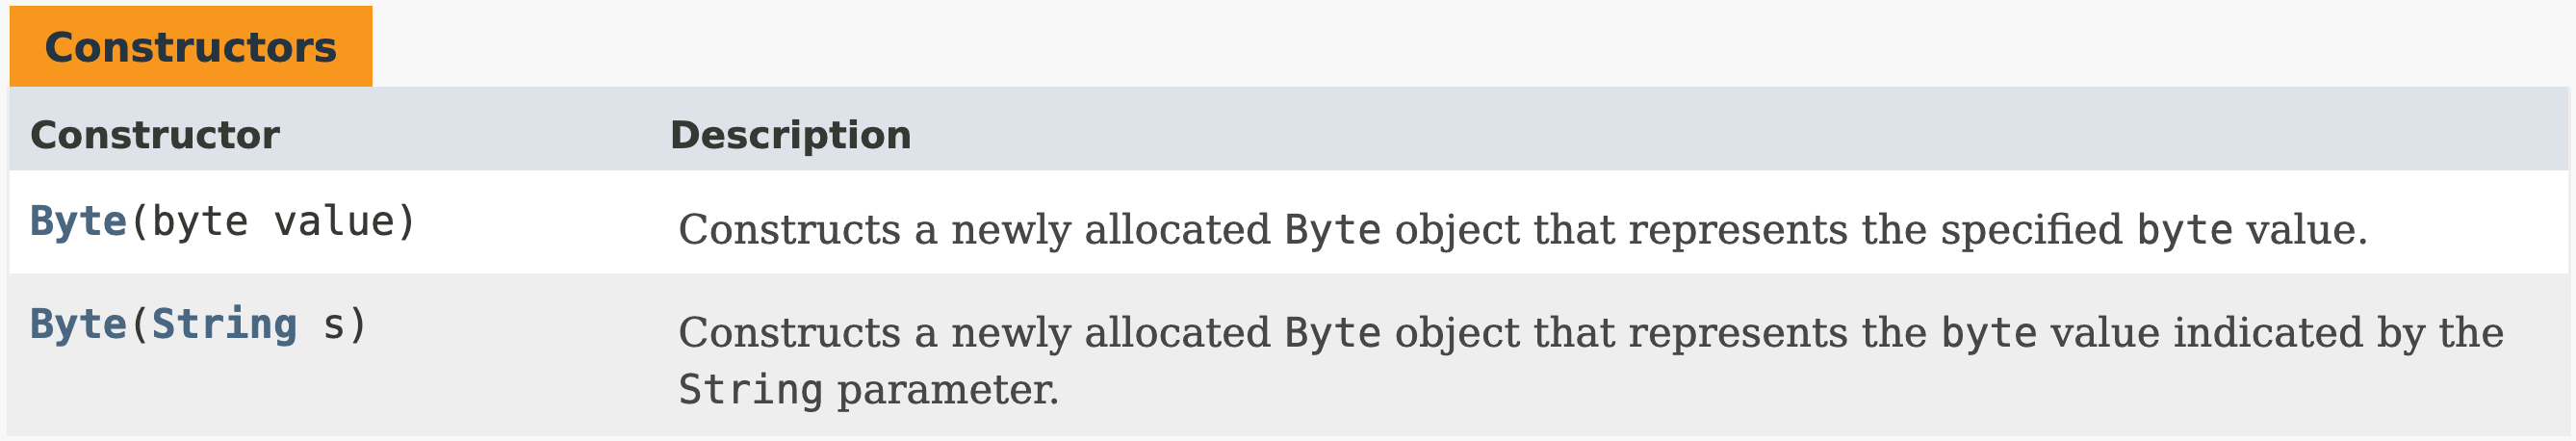 Constructors
Constructor Description
Byte(byte value) Constructs a newly allocated Byte object that represents the specified byte value.
Byte(String s) Constructs a newly allocated Byte object that represents the byte value indicated by the
String parameter.